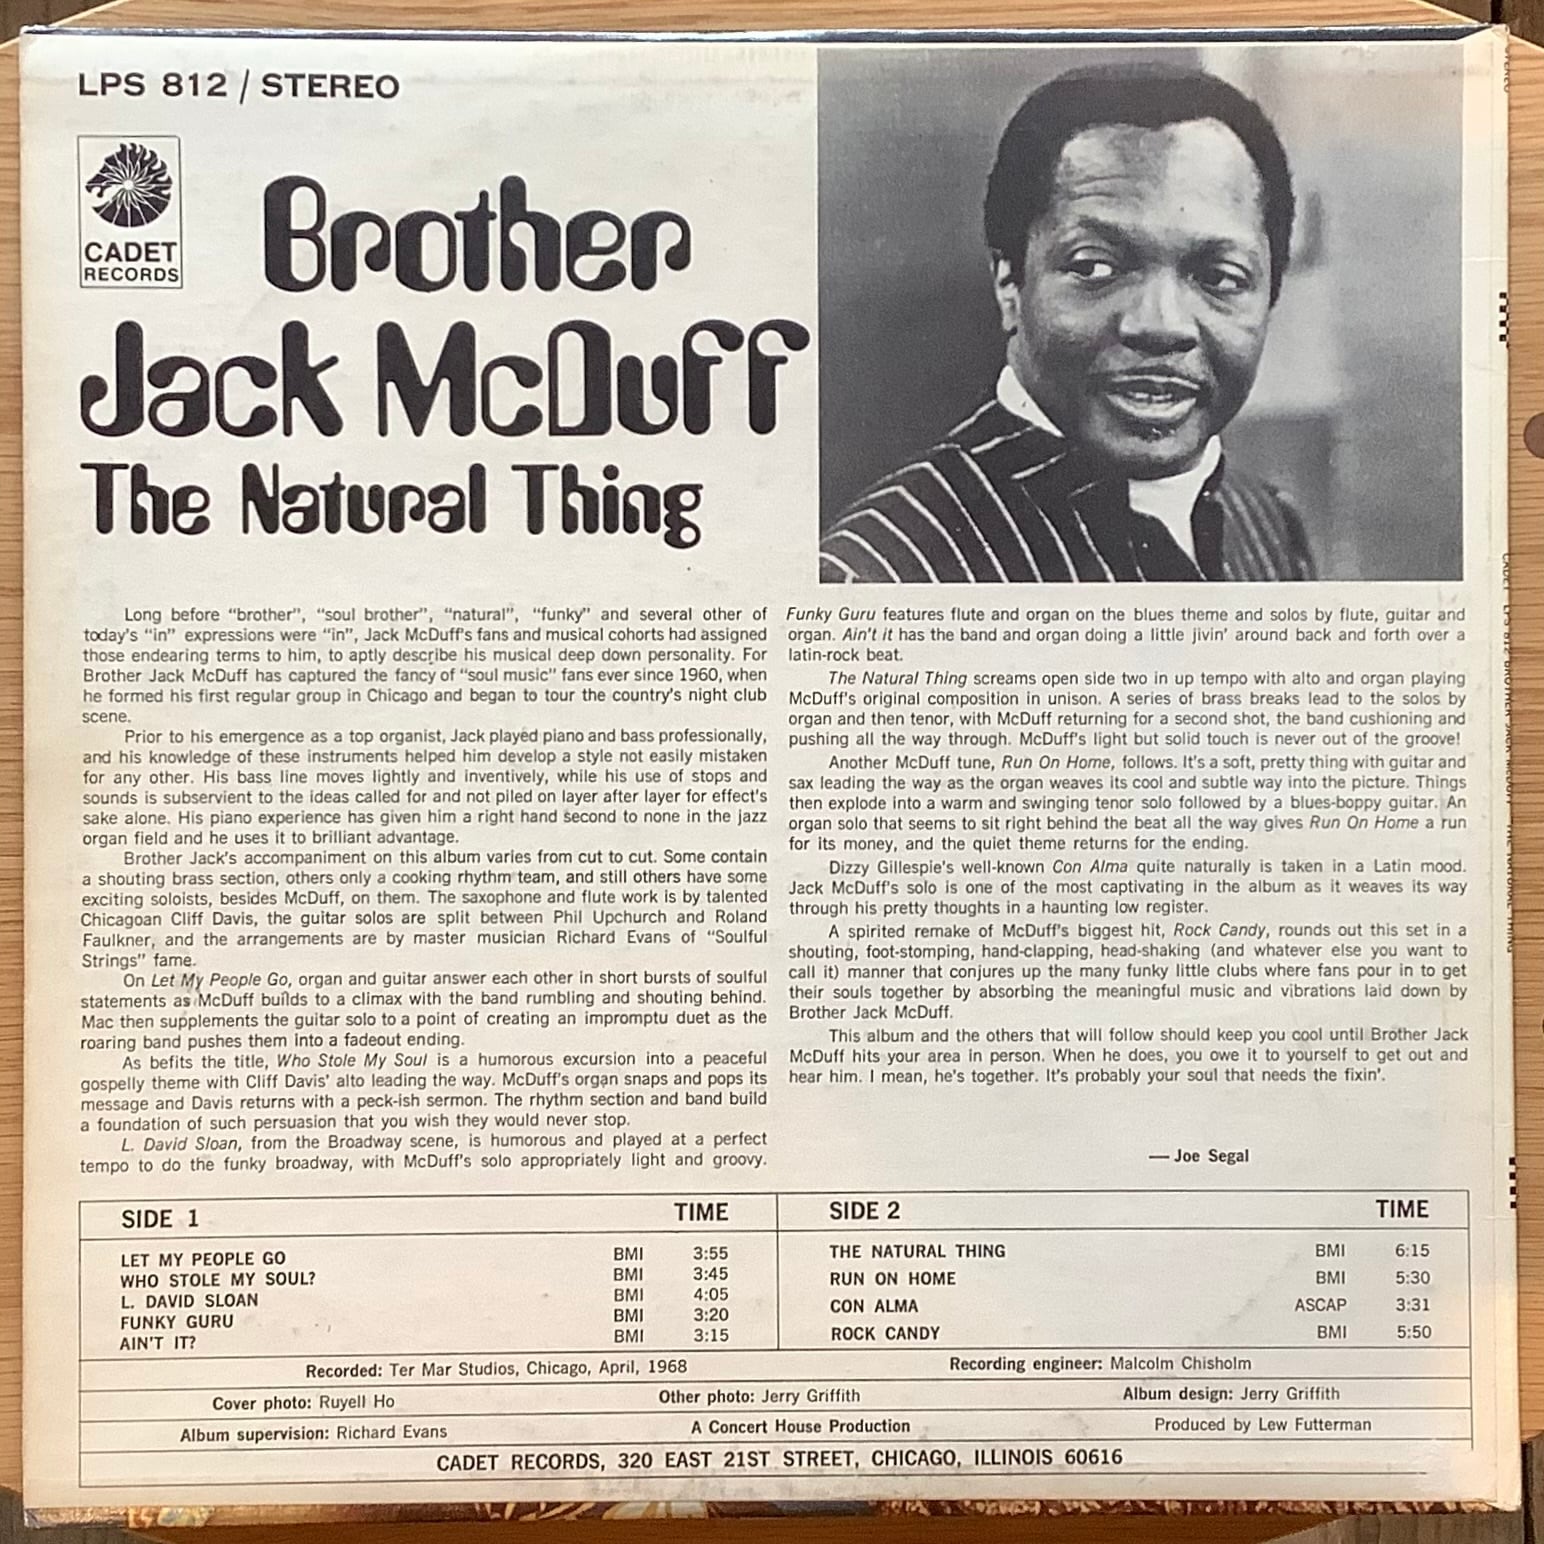 LPS 812 / STEREO
CADET
RECORDS
Brother
Jack McDuff
The Natural Thing
Long before “brother”, “soul brother”, “natural”, “funky” and several other of
today's “in” expressions were “in”, Jack McDuff's fans and musical cohorts had assigned
those endearing terms to him, to aptly describe his musical deep down personality. For
Brother Jack McDuff has captured the fancy of “soul music” fans ever since 1960, when
he formed his first regular group in Chicago and began to tour the country's night club
scene.
Prior to his emergence as a top organist, Jack played piano and bass professionally,
and his knowledge of these instruments helped him develop a style not easily mistaken
for any other. His bass line moves lightly and inventively, while his use of stops and
sounds is subservient to the ideas called for and not piled on layer after layer for effect's
sake alone. His piano experience has given him a right hand second to none in the jazz
organ field and he uses it to brilliant advantage.
Brother Jack's accompaniment on this album varies from cut to cut. Some contain
a shouting brass section, others only a cooking rhythm team, and still others have some
exciting soloists, besides McDuff, on them. The saxophone and flute work is by talented
Chicagoan Cliff Davis, the guitar solos are split between Phil Upchurch and Roland
Faulkner, and the arrangements are by master musician Richard Evans of “Soulful
Strings” fame.
On Let My People Go, organ and guitar answer each other in short bursts of soulful
statements as McDuff builds to a climax with the band rumbling and shouting behind.
Mac then supplements the guitar solo to a point of creating an impromptu duet as the
roaring band pushes them into a fadeout ending.
As befits the title, Who Stole My Soul is a humorous excursion into a peaceful
gospelly theme with Cliff Davis' alto leading the way. McDuff's organ snaps and pops its
message and Davis returns with a peck-ish sermon. The rhythm section and band build
a foundation of such persuasion that you wish they would never stop.
L. David Sloan, from the Broadway scene, is humorous and played at a perfect
tempo to do the funky broadway, with McDuff's solo appropriately light and groovy.
Funky Guru features flute and organ on the blues theme and solos by flute, guitar and
organ. Ain't it has the band and organ doing a little jivin' around back and forth over a
latin-rock beat.
The Natural Thing screams open side two in up tempo with alto and organ playing
McDuff's original composition in unison. A series of brass breaks lead to the solos by
organ and then tenor, with McDuff returning for a second shot, the band cushioning and
pushing all the way through. McDuff's light but solid touch is never out of the groove!
Another McDuff tune, Run On Home, follows. It's a soft, pretty thing with guitar and
sax leading the way as the organ weaves its cool and subtle way into the picture. Things
then explode into a warm and swinging tenor solo followed by a blues-boppy guitar. An
organ solo that seems to sit right behind the beat all the way gives Run On Home a run
for its money, and the quiet theme returns for the ending.
Dizzy Gillespie's well-known Con Alma quite naturally is taken in a Latin mood.
Jack McDuff's solo is one of the most captivating in the album as it weaves its way
through his pretty thoughts in a haunting low register.
A spirited remake of McDuff's biggest hit, Rock Candy, rounds out this set in a
shouting, foot-stomping, hand-clapping, head-shaking (and whatever else you want to
call it) manner that conjures up the many funky little clubs where fans pour in to get
their souls together by absorbing the meaningful music and vibrations laid down by
Brother Jack McDuff.
This album and the others that will follow should keep you cool until Brother Jack
McDuff hits your area in person. When he does, you owe it to yourself to get out and
hear him. I mean, he's together. It's probably your soul that needs the fixin'.
— Joe Segal
SIDE 1 TIME
LET MY PEOPLE GO BMI 3:55
WHO STOLE MY SOUL? BMI 3:45
L. DAVID SLOAN BMI 4:05
FUNKY GURU BMI 3:20
AIN'T IT? BMI 3:15
SIDE 2 TIME
THE NATURAL THING BMI 6:15
RUN ON HOME BMI 5:30
CON ALMA ASCAP 3:31
ROCK CANDY BMI 5:50
Recorded: Ter Mar Studios, Chicago, April, 1968 Recording engineer: Malcolm Chisholm
Cover photo: Ruyell Ho Other photo: Jerry Griffith Album design: Jerry Griffith
Album supervision: Richard Evans A Concert House Production Produced by Lew Futterman
CADET RECORDS, 320 EAST 21ST STREET, CHICAGO, ILLINOIS 60616